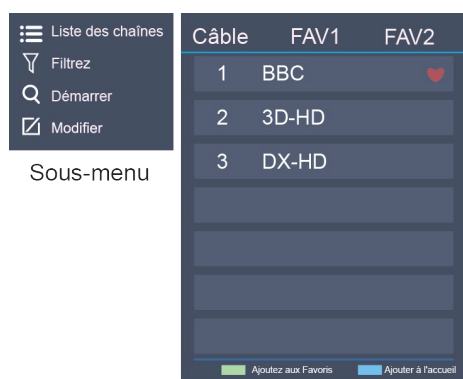 Liste des chaînes
Filtrez
Démarrer
Modifier
Sous-menu
Câble FAV1 FAV2
1 BBC
2 3D-HD
3 DX-HD
Ajoutez aux Favoris Ajouter à l'accueil